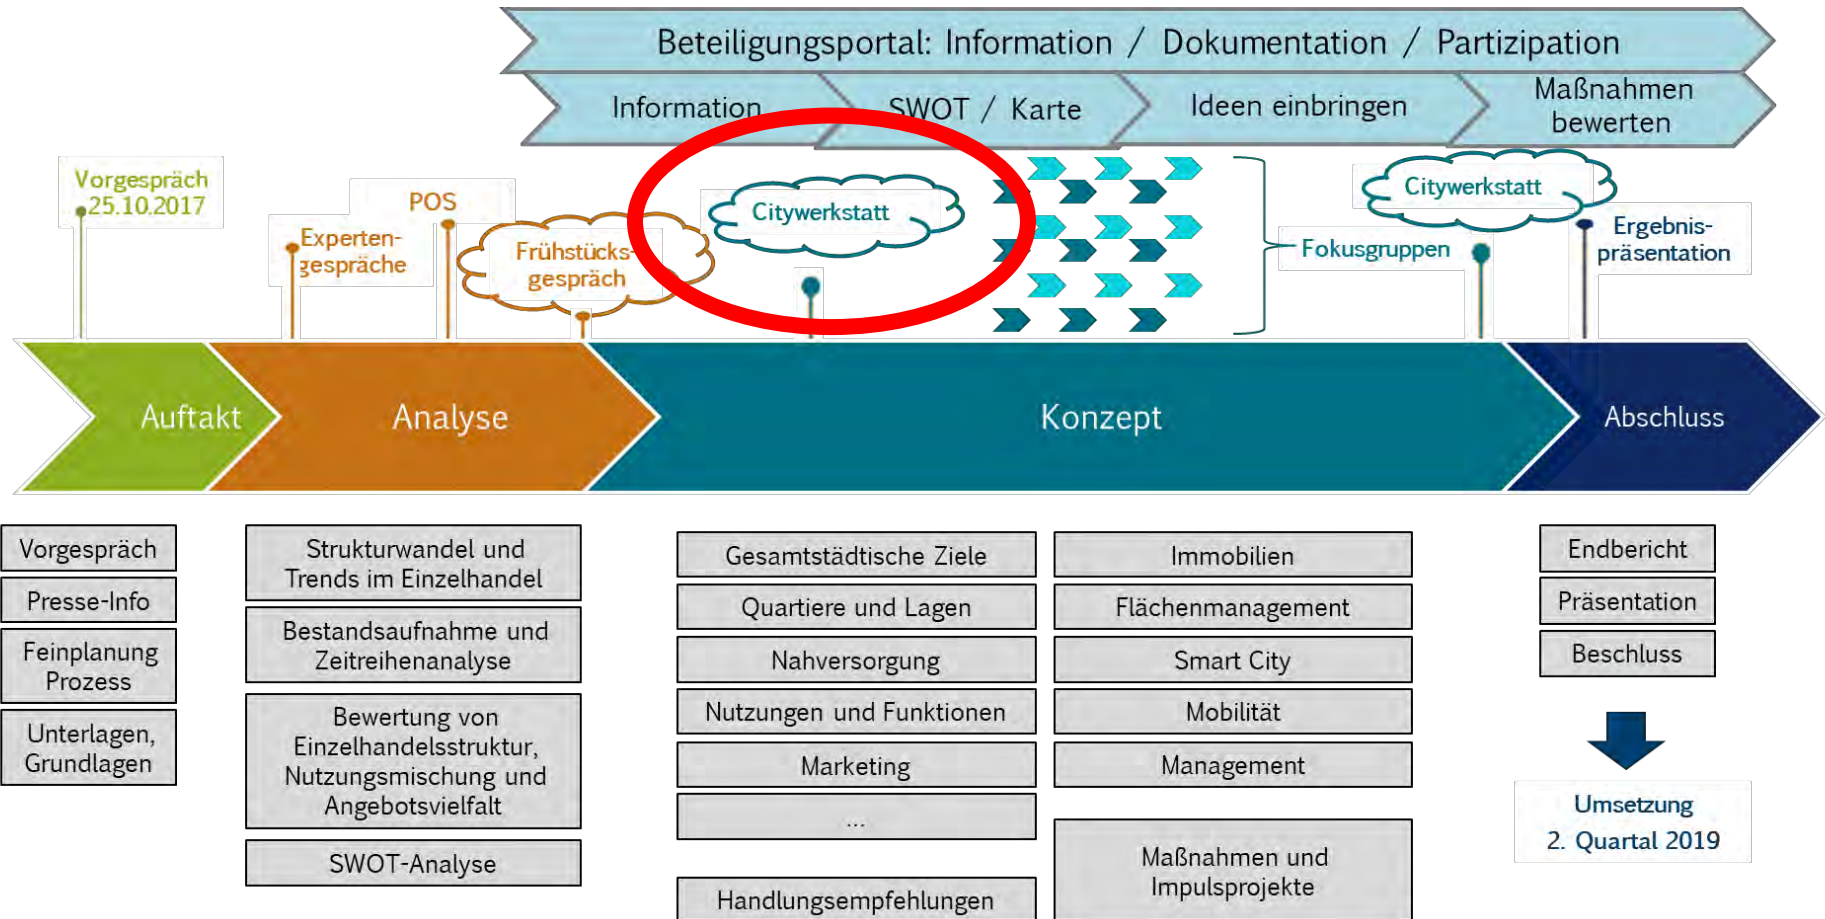 Beteiligungsportal: Information / Dokumentation / Partizipation
Information
SWOT / Karte
Ideen einbringen
Maßnahmen
bewerten
Vorgespräch
25.10.2017
Experten-
gespräche
POS
Frühstücks-
gespräch
Citywerkstatt
Fokusgruppen
Citywerkstatt
Ergebnis-
präsentation
Auftakt
Analyse
Konzept
Abschluss
Vorgespräch
Presse-Info
Feinplanung
Prozess
Unterlagen,
Grundlagen
Strukturwandel und
Trends im Einzelhandel
Bestandsaufnahme und
Zeitreihenanalyse
Bewertung von
Einzelhandelsstruktur,
Nutzungsmischung und
Angebotsvielfalt
SWOT-Analyse
Gesamtstädtische Ziele
Quartiere und Lagen
Nahversorgung
Nutzungen und Funktionen
Marketing
...
Handlungsempfehlungen
Immobilien
Flächenmanagement
Smart City
Mobilität
Management
Maßnahmen und
Impulsprojekte
Endbericht
Präsentation
Beschluss
Umsetzung
2. Quartal 2019